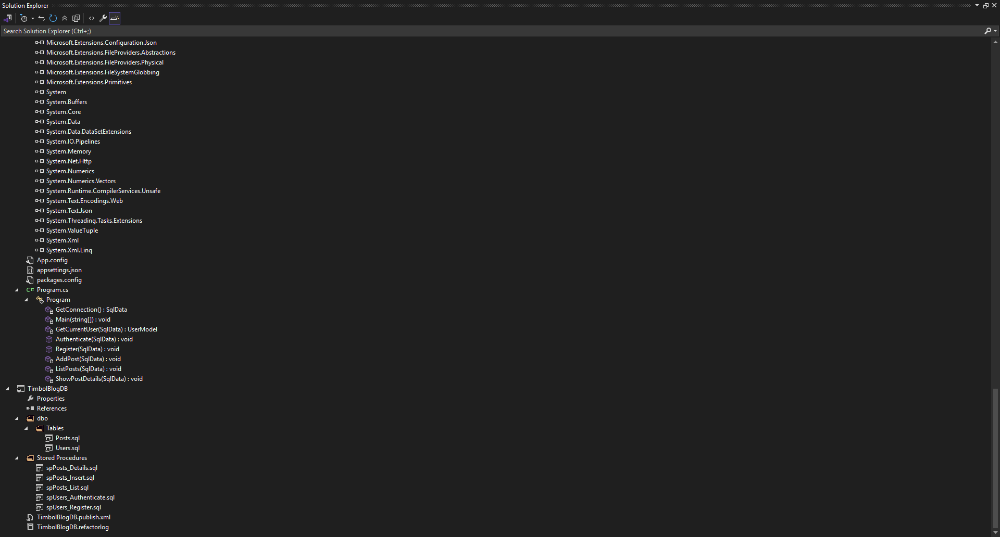 Solution Explorer
Search Solution Explorer (Ctrl+;)
Microsoft.Extensions.Configuration.Json
Microsoft.Extensions.FileProviders.Abstractions
Microsoft.Extensions.FileProviders.Physical
Microsoft.Extensions.FileSystemGlobbing
Microsoft.Extensions.Primitives
System
System.Buffers
System.Core
System.Data
System.Data.DataSetExtensions
System.IO.Pipelines
System.Memory
System.Net.Http
System.Numerics
System.Numerics.Vectors
System.Runtime.CompilerServices.Unsafe
System.Text.Encodings.Web
System.Text.Json
System.Threading.Tasks.Extensions
System.ValueTuple
System.Xml
System.Xml.Linq
App.config
appsettings.json
packages.config
C# Program.cs
Program
GetConnection() : SqlData
Main(string[]) : void
GetCurrentUser(SqlData) : UserModel
Authenticate(SqlData) : void
Register(SqlData) : void
AddPost(SqlData) : void
ListPosts(SqlData) : void
ShowPostDetails(SqlData) : void
TimbolBlogDB
Properties
References
dbo
Tables
Posts.sql
Users.sql
Stored Procedures
spPosts_Details.sql
spPosts_Insert.sql
spPosts_List.sql
spUsers_Authenticate.sql
spUsers_Register.sql
TimbolBlogDB.publish.xml
TimbolBlogDB.refactorlog